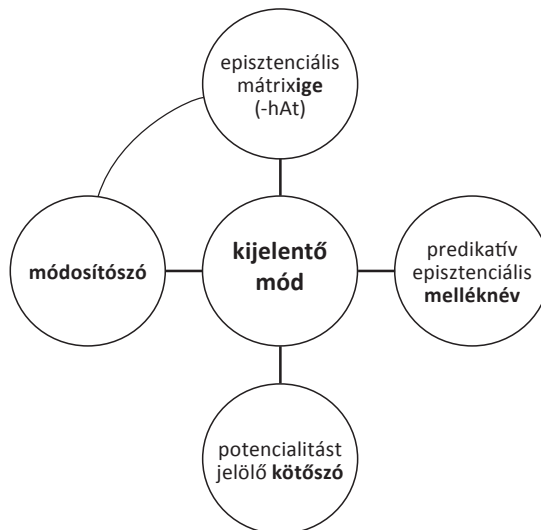 episztenciális
mátrixige
(-hAt)
módosítószó
kijelentő
mód
predikatív
episztenciális
melléknév
potencialitást
jelölő kötőszó